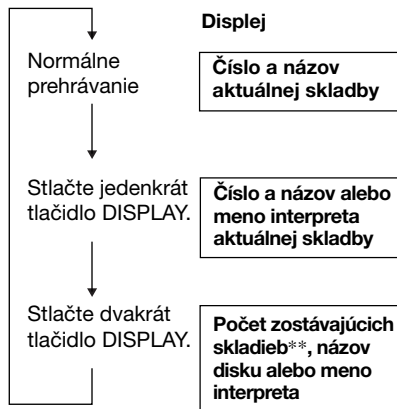 Displej
Normálne
prehrávanie
Číslo a názov
aktuálnej skladby
Stlačte jedenkrát
tlačidlo DISPLAY.
Číslo a názov alebo
meno interpreta
aktuálnej skladby
Stlačte dvakrát
tlačidlo DISPLAY.
Počet zostávajúcich
skladieb**, názov
disku alebo meno
interpreta